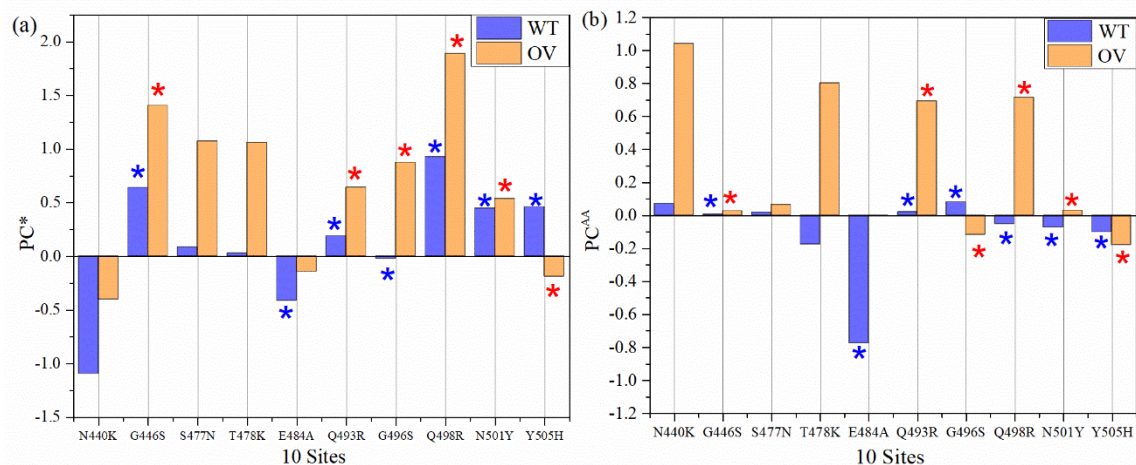 (a)
WT
OV
2.0
1.5
1.0
0.5
0.0
-0.5
-1.0
-1.5
PC*
N440K G446S S477N T478K E484A Q493R G496S Q498R N501Y Y505H
10 Sites
(b)
WT
OV
1.2
1.0
0.8
0.6
0.4
0.2
0.0
-0.2
-0.4
-0.6
-0.8
-1.0
-1.2
PC^AA
N440K G446S S477N T478K E484A Q493R G496S Q498R N501Y Y505H
10 Sites